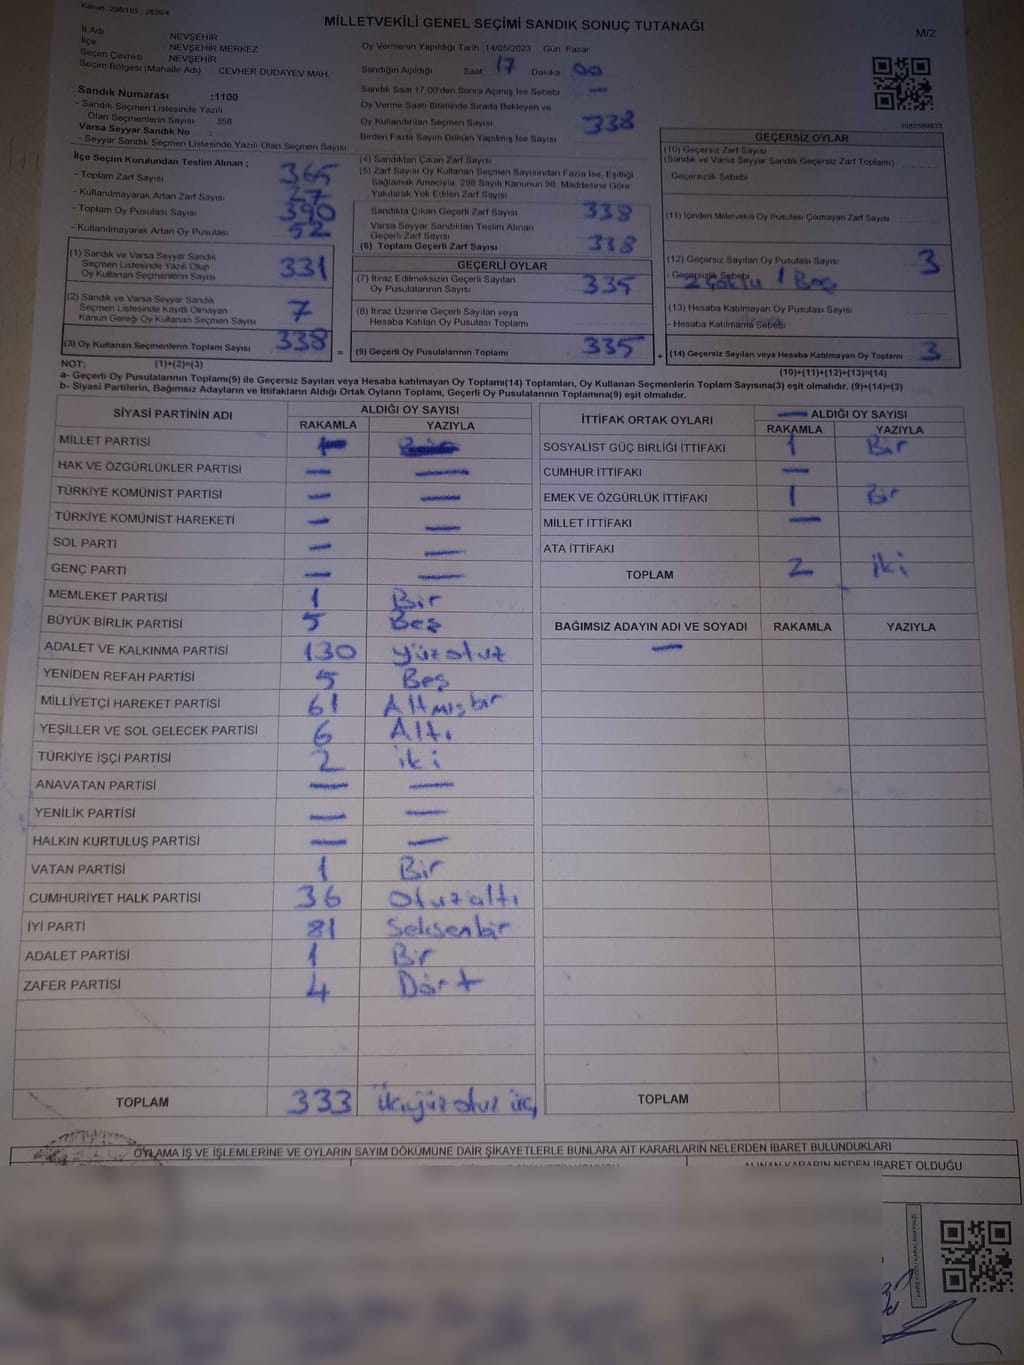 Kanun, 298/105, 2839/4
MİLLETVEKİLİ GENEL SEÇİMİ SANDIK SONUÇ TUTANAĞI
M/2
İl Adı NEVŞEHİR
İlçe NEVŞEHİR MERKEZ
Seçim Çevresi NEVŞEHİR
Seçim Bölgesi (Mahalle Adı) CEVHER DUDAYEV MAH.
Oy Vermenin Yapıldığı Tarih 14/05/2023 Gün Pazar
Sandığın Açıldığı Saat 17 Dakika 00
Sandık Saat 17.00'den Sonra Açılmış İse Sebebi —
Oy Verme Saati Bitiminde Sırada Bekleyen ve
Oy Kullandırılan Seçmen Sayısı 338
Birden Fazla Sayım Döküm Yapılmış İse Sayısı
Sandık Numarası :1100
- Sandık Seçmen Listesinde Yazılı
Olan Seçmenlerin Sayısı 358
Varsa Seyyar Sandık No :
- Seyyar Sandık Seçmen Listesinde Yazılı Olan Seçmen Sayısı
1083599933
İlçe Seçim Kurulundan Teslim Alınan ;
- Toplam Zarf Sayısı 365
- Kullanılmayarak Artan Zarf Sayısı 27
- Toplam Oy Pusulası Sayısı 390
- Kullanılmayarak Artan Oy Pusulası 52
(1) Sandık ve Varsa Seyyar Sandık
Seçmen Listesinde Yazılı Olup
Oy Kullanan Seçmenlerin Sayısı 331
(2) Sandık ve Varsa Seyyar Sandık
Seçmen Listesinde Kayıtlı Olmayan
Kanun Gereği Oy Kullanan Seçmen Sayısı 7
(3) Oy Kullanan Seçmenlerin Toplam Sayısı 338
(4) Sandıktan Çıkan Zarf Sayısı
(5) Zarf Sayısı Oy Kullanan Seçmen Sayısından Fazla İse, Eşitliği
Sağlamak Amacıyla, 298 Sayılı Kanunun 98. Maddesine Göre
Yakılarak Yok Edilen Zarf Sayısı
Sandıkta Çıkan Geçerli Zarf Sayısı 338
Varsa Seyyar Sandıktan Teslim Alınan
Geçerli Zarf Sayısı
(6) Toplam Geçerli Zarf Sayısı 338
GEÇERLİ OYLAR
(7) İtiraz Edilmeksizin Geçerli Sayılan
Oy Pusulalarının Sayısı 335
(8) İtiraz Üzerine Geçerli Sayılan veya
Hesaba Katılan Oy Pusulası Toplamı
= (9) Geçerli Oy Pusulalarının Toplamı 335
GEÇERSİZ OYLAR
(10) Geçersiz Zarf Sayısı
(Sandık ve Varsa Seyyar Sandık Geçersiz Zarf Toplamı)
- Geçersizlik Sebebi
(11) İçinden Milletvekili Oy Pusulası Çıkmayan Zarf Sayısı
(12) Geçersiz Sayılan Oy Pusulası Sayısı 3
- Geçersizlik Sebebi 1 Boş
(13) Hesaba Katılmayan Oy Pusulası Sayısı
- Hesaba Katılmama Sebebi
+ (14) Geçersiz Sayılan veya Hesaba Katılmayan Oy Toplamı 3
NOT: (1)+(2)=(3)
(10)+(11)+(12)+(13)=(14)
a- Geçerli Oy Pusulalarının Toplamı(9) ile Geçersiz Sayılan veya Hesaba katılmayan Oy Toplamı(14) Toplamları, Oy Kullanan Seçmenlerin Toplam Sayısına(3) eşit olmalıdır. (9)+(14)=(3)
b- Siyasi Partilerin, Bağımsız Adayların ve İttifakların Aldığı Ortak Oyların Toplamı, Geçerli Oy Pusulalarının Toplamına(9) eşit olmalıdır.
SİYASİ PARTİNİN ADI ALDIĞI OY SAYISI
RAKAMLA YAZIYLA
MİLLET PARTİSİ
HAK VE ÖZGÜRLÜKLER PARTİSİ — —
TÜRKİYE KOMÜNİST PARTİSİ — —
TÜRKİYE KOMÜNİST HAREKETİ — —
SOL PARTİ — —
GENÇ PARTİ — —
MEMLEKET PARTİSİ 1 Bir
BÜYÜK BİRLİK PARTİSİ 5 Beş
ADALET VE KALKINMA PARTİSİ 130 yüzotuz
YENİDEN REFAH PARTİSİ 5 Beş
MİLLİYETÇİ HAREKET PARTİSİ 61 Altmışbir
YEŞİLLER VE SOL GELECEK PARTİSİ 6 Altı
TÜRKİYE İŞÇİ PARTİSİ 2 iki
ANAVATAN PARTİSİ — —
YENİLİK PARTİSİ — —
HALKIN KURTULUŞ PARTİSİ — —
VATAN PARTİSİ 1 Bir
CUMHURİYET HALK PARTİSİ 36 otuzaltı
İYİ PARTİ 81 Seksenbir
ADALET PARTİSİ 1 Bir
ZAFER PARTİSİ 4 Dört
TOPLAM 333 Üçyüz otuz üç
İTTİFAK ORTAK OYLARI — ALDIĞI OY SAYISI
RAKAMLA YAZIYLA
SOSYALİST GÜÇ BİRLİĞİ İTTİFAKI 1 Bir
CUMHUR İTTİFAKI —
EMEK VE ÖZGÜRLÜK İTTİFAKI 1 Bir
MİLLET İTTİFAKI —
ATA İTTİFAKI
TOPLAM 2 iki
BAĞIMSIZ ADAYIN ADI VE SOYADI RAKAMLA YAZIYLA
—
TOPLAM
OYLAMA İŞ VE İŞLEMLERİNE VE OYLARIN SAYIM DÖKÜMÜNE DAİR ŞİKAYETLERLE BUNLARA AİT KARARLARIN NELERDEN İBARET BULUNDUKLARI
ALINAN KARARIN NEDEN İBARET OLDUĞU
KARE KODU KARALAMAYINIZ